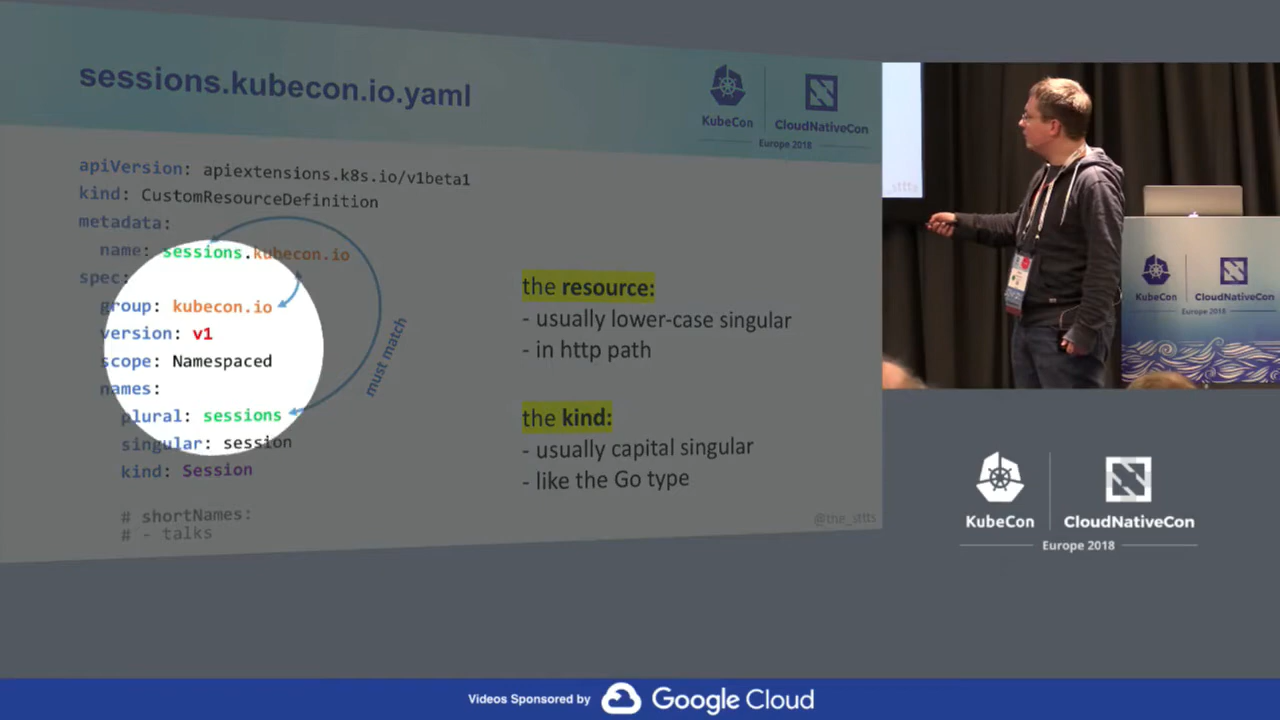 sessions.kubecon.io.yaml
KubeCon
CloudNativeCon
Europe 2018
apiVersion: apiextensions.k8s.io/v1beta1
kind: CustomResourceDefinition
metadata:
name: sessions.kubecon.io
spec:
group: kubecon.io
version: v1
scope: Namespaced
names:
plural: sessions
singular: session
kind: Session
# shortNames:
# - talks
must match
the resource:
- usually lower-case singular
- in http path
the kind:
- usually capital singular
- like the Go type
@the_sttts
_sttts
KubeCon
CloudNativeCon
Europe 2018
KubeCon
CloudNativeCon
Europe 2018
Videos Sponsored by
Google Cloud